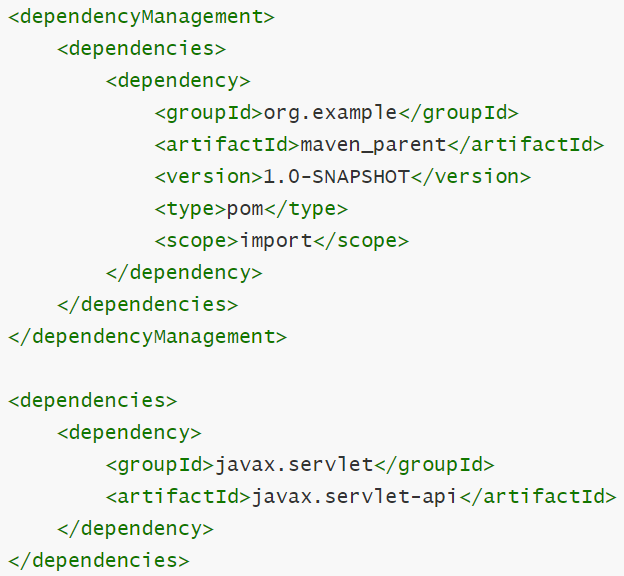 <dependencyManagement>
    <dependencies>
        <dependency>
            <groupId>org.example</groupId>
            <artifactId>maven_parent</artifactId>
            <version>1.0-SNAPSHOT</version>
            <type>pom</type>
            <scope>import</scope>
        </dependency>
    </dependencies>
</dependencyManagement>

<dependencies>
    <dependency>
        <groupId>javax.servlet</groupId>
        <artifactId>javax.servlet-api</artifactId>
    </dependency>
</dependencies>